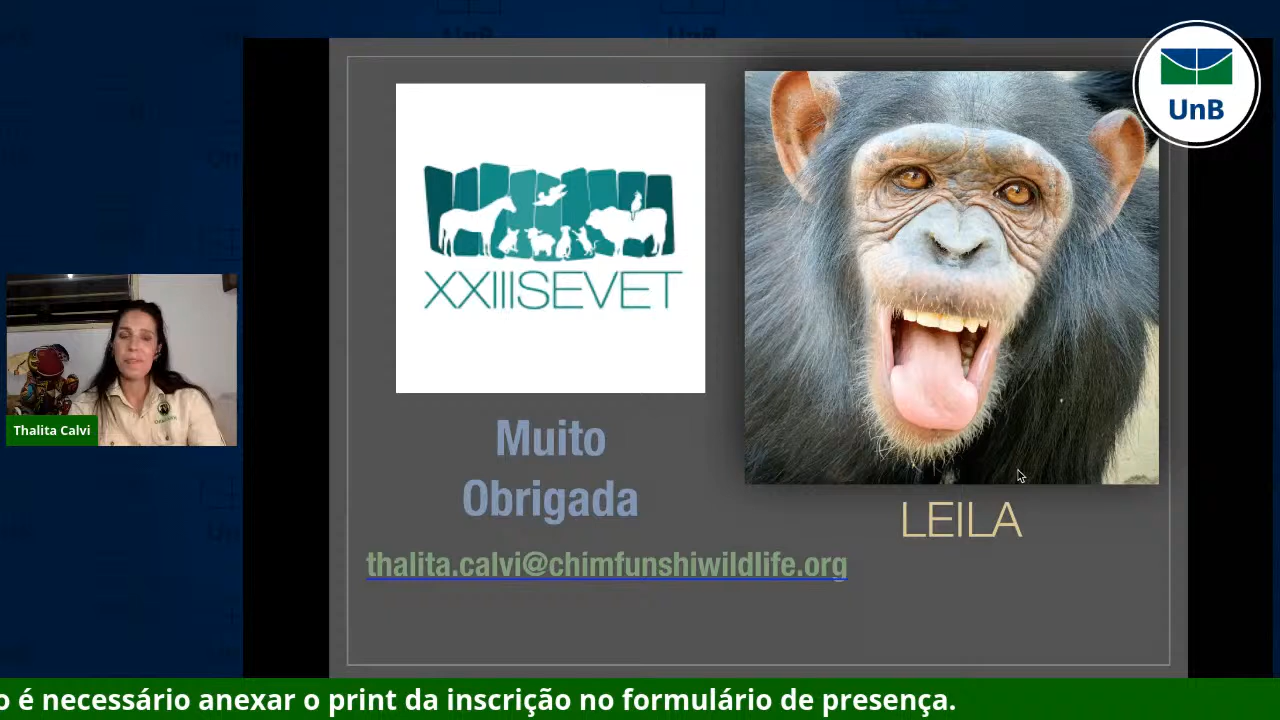 UnB
XXIIISEVET
Muito
Obrigada
LEILA
thalita.calvi@chimfunshiwildlife.org
Thalita Calvi
o é necessário anexar o print da inscrição no formulário de presença.